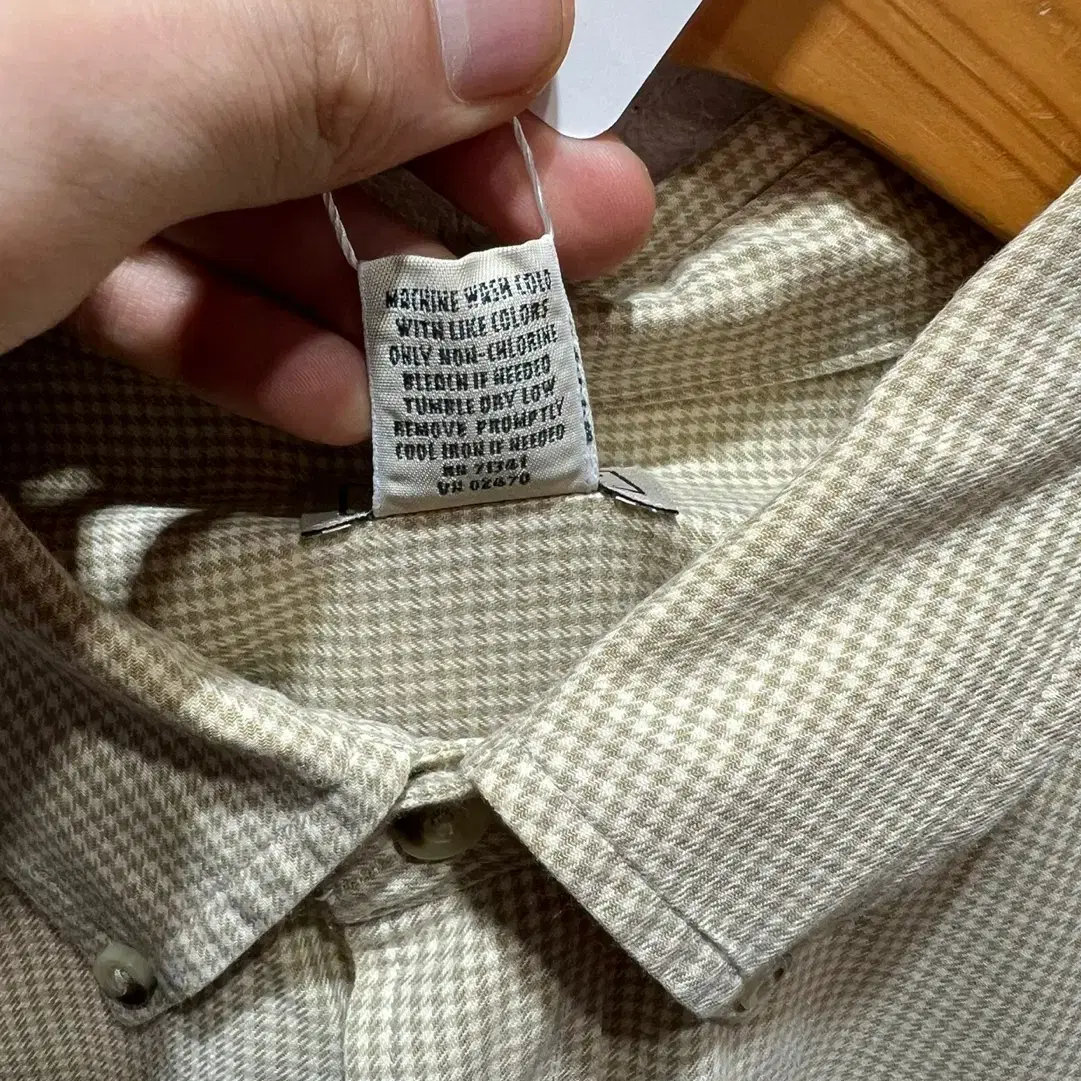 MACHINE WASH COLD
WITH LIKE COLORS
ONLY NON-CHLORINE
BLEACH IF NEEDED
TUMBLE DRY LOW
REMOVE PROMPTLY
COOL IRON IF NEEDED
RN 71341
VN 02470